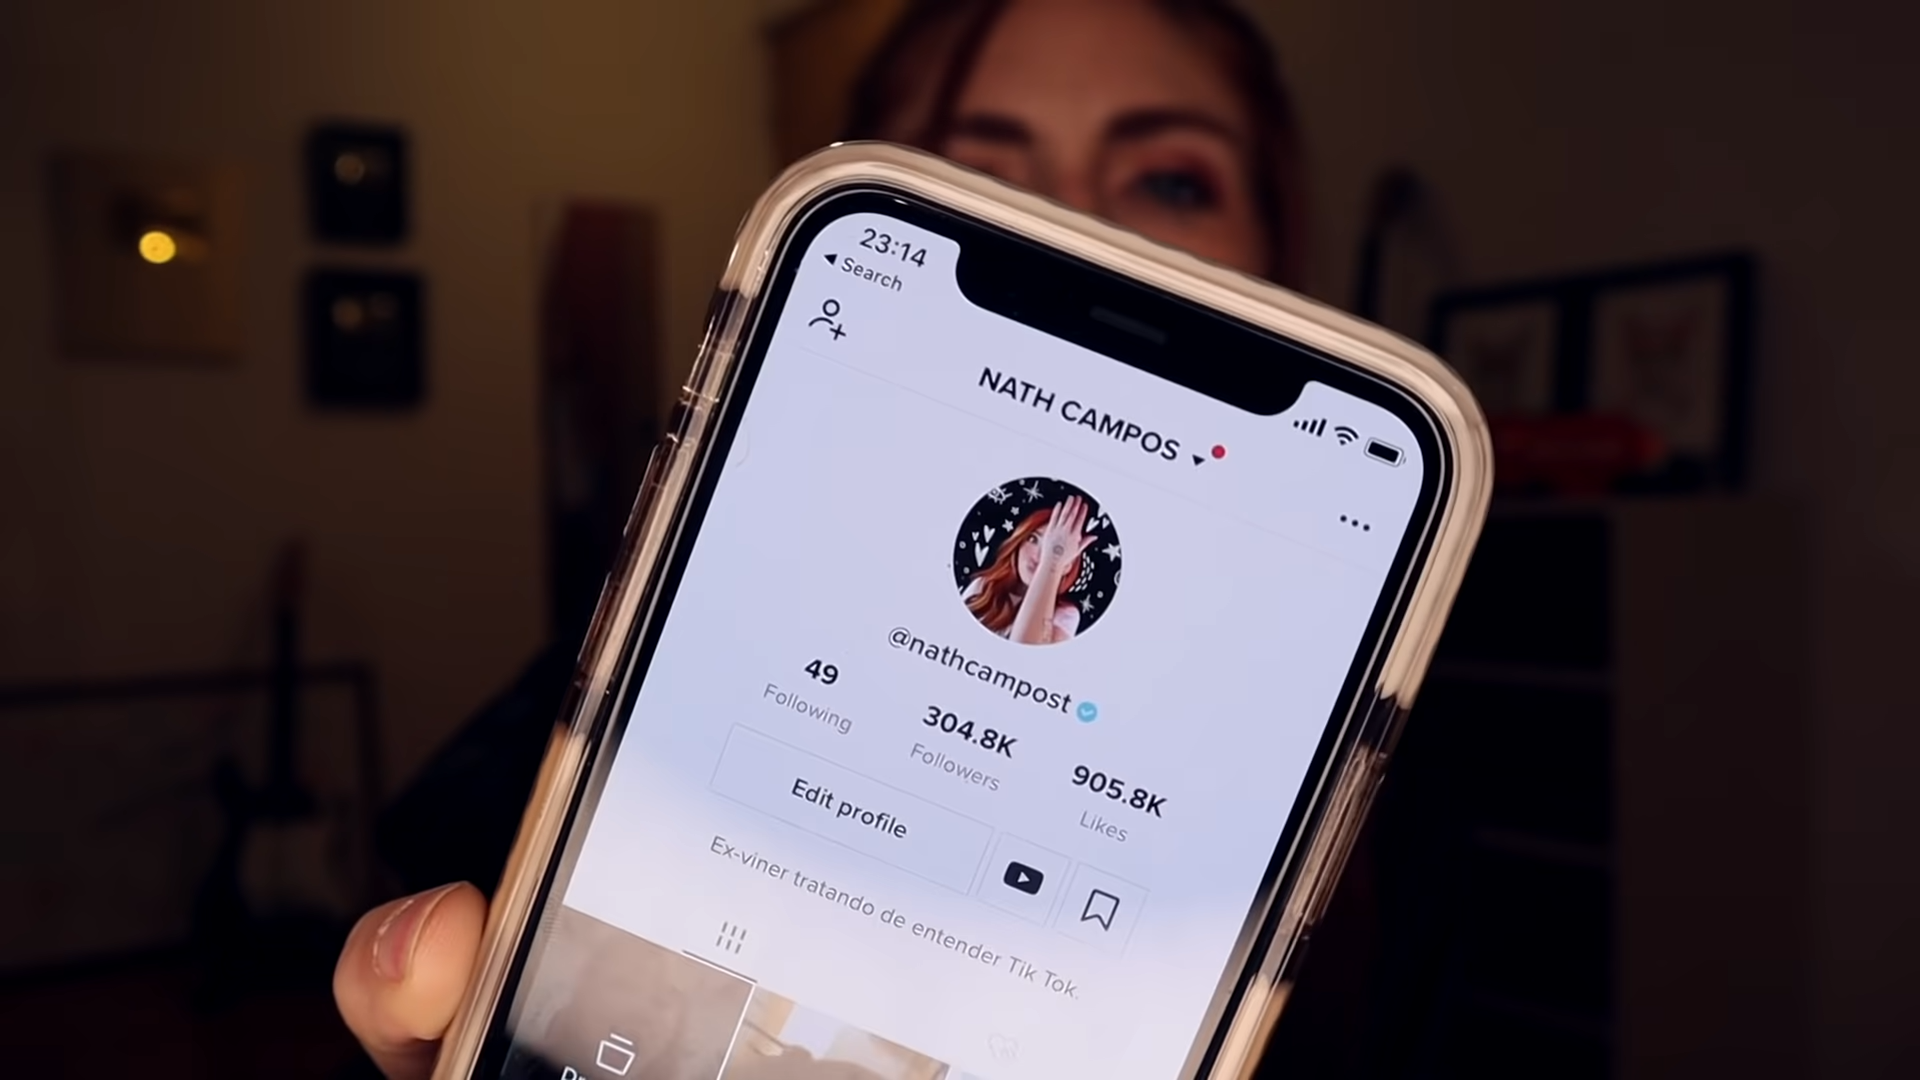 23:14
Search
NATH CAMPOS
@nathcampost
49
Following
304.8K
Followers
905.8K
Likes
Edit profile
Ex-viner tratando de entender Tik Tok.